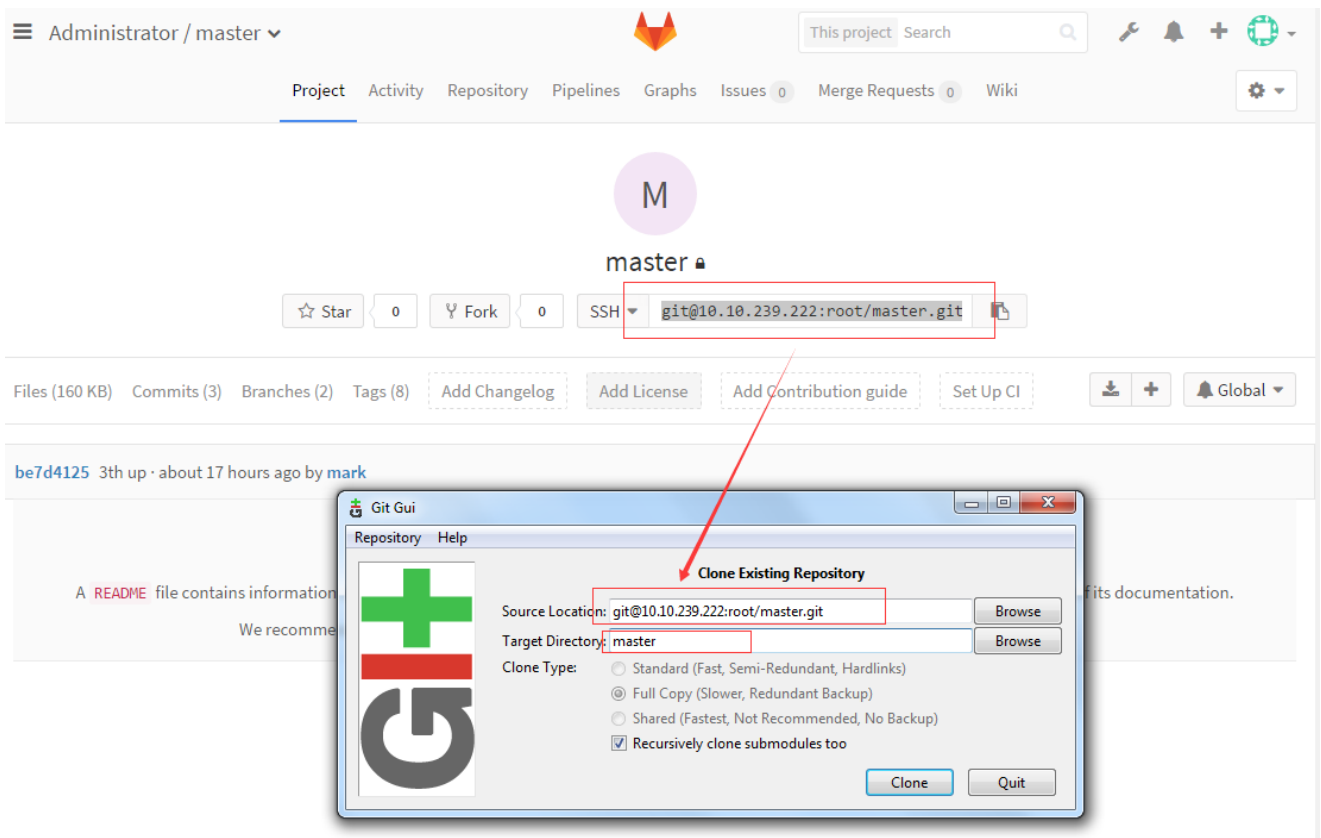 Administrator / master
This project Search
Project Activity Repository Pipelines Graphs Issues 0 Merge Requests 0 Wiki
M
master
Star 0 Fork 0 SSH git@10.10.239.222:root/master.git
Files (160 KB) Commits (3) Branches (2) Tags (8) Add Changelog Add License Add Contribution guide Set Up CI Global
be7d4125 3th up · about 17 hours ago by mark
A README file contains information
f its documentation.
We recomme
Git Gui
Repository Help
git
Clone Existing Repository
Source Location: git@10.10.239.222:root/master.git Browse
Target Directory: master Browse
Clone Type: Standard (Fast, Semi-Redundant, Hardlinks)
Full Copy (Slower, Redundant Backup)
Shared (Fastest, Not Recommended, No Backup)
Recursively clone submodules too
Clone Quit